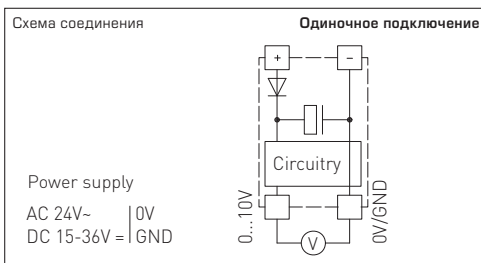 Схема соединения
Одиночное подключение
+ −
Circuitry
Power supply
AC 24V~ | 0V
DC 15-36V = | GND
0...10V
0V/GND
V